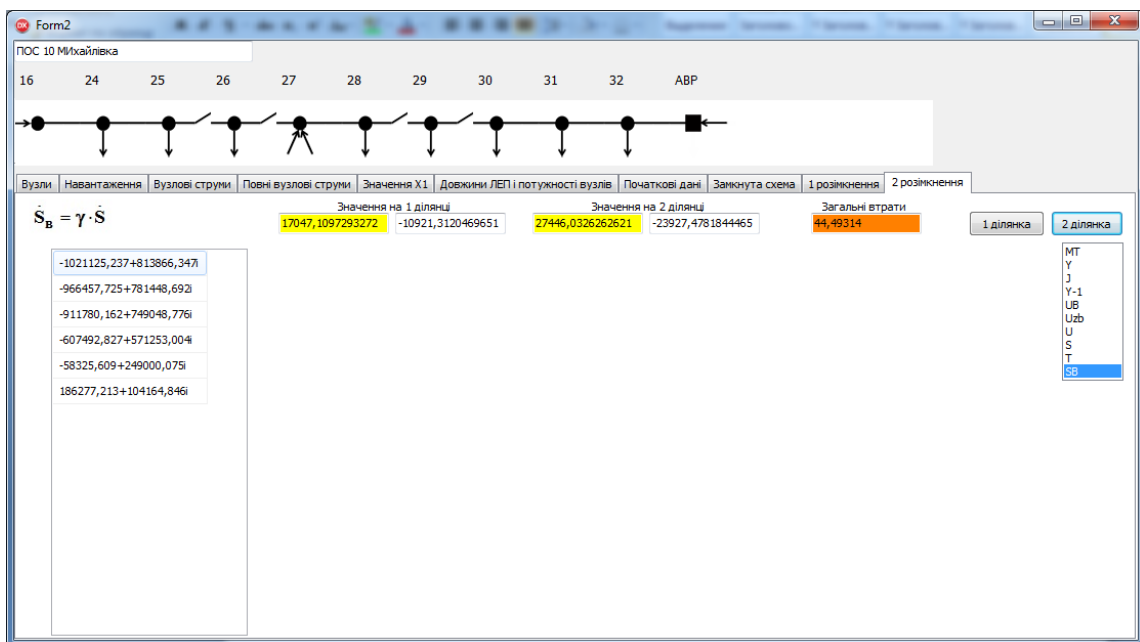 Form2
ПОС 10 МИхайлівка
16 24 25 26 27 28 29 30 31 32 АВР
Вузли Навантаження Вузлові струми Повні вузлові струми Значення X1 Довжини ЛЕП і потужності вузлів Початкові дані Замкнута схема 1 розімкнення 2 розімкнення
Значення на 1 ділянці Значення на 2 ділянці Загальні втрати
Ṡ_B = γ · Ṡ
17047,1097293272 -10921,3120469651 27446,0326262621 -23927,4781844465 44,49314 1 ділянка 2 ділянка
-1021125,237+813866,347i
-966457,725+781448,692i
-911780,162+749048,776i
-607492,827+571253,004i
-58325,609+249000,075i
186277,213+104164,846i
MT
Y
J
Y-1
UB
Uzb
U
S
T
SB